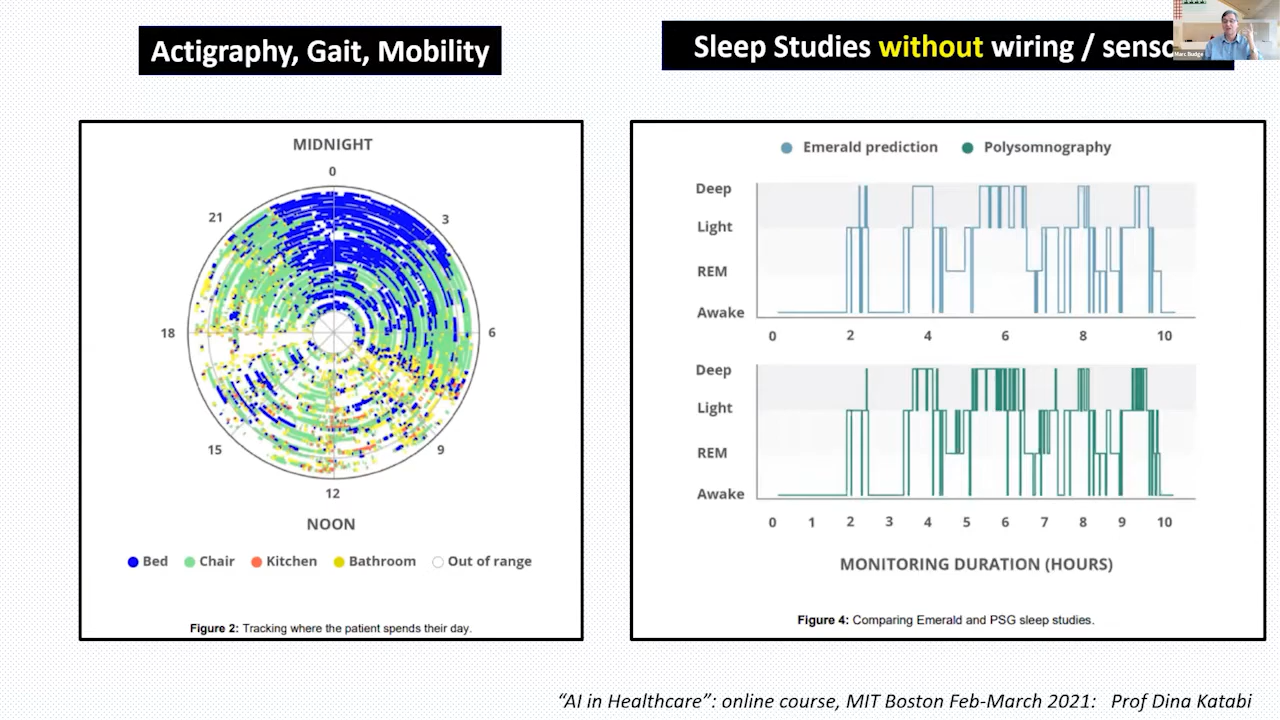 Actigraphy, Gait, Mobility
Sleep Studies without wiring / senso
Marc Budge
MIDNIGHT
0
21
3
18
6
15
9
12
NOON
Bed
Chair
Kitchen
Bathroom
Out of range
Figure 2: Tracking where the patient spends their day.
Emerald prediction
Polysomnography
Deep
Light
REM
Awake
0 2 4 6 8 10
Deep
Light
REM
Awake
0 1 2 3 4 5 6 7 8 9 10
MONITORING DURATION (HOURS)
Figure 4: Comparing Emerald and PSG sleep studies.
“AI in Healthcare”: online course, MIT Boston Feb-March 2021: Prof Dina Katabi